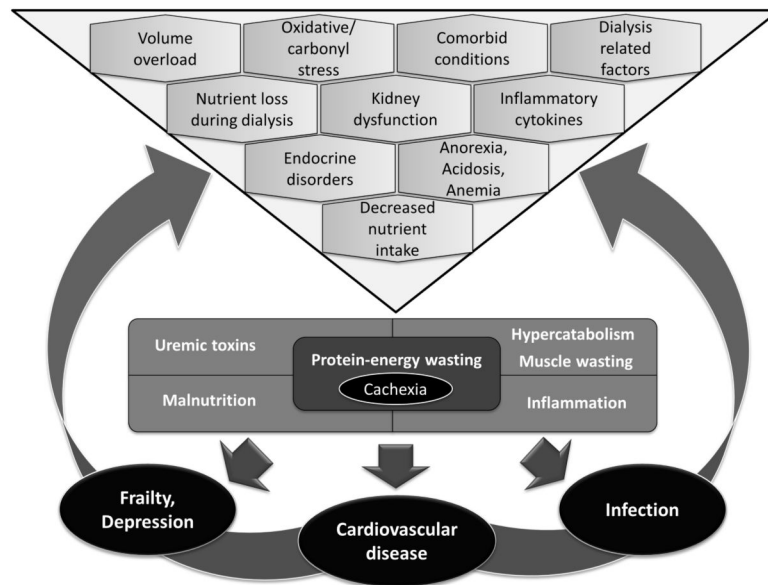 Volume
overload
Oxidative/
carbonyl
stress
Comorbid
conditions
Dialysis
related
factors
Nutrient loss
during dialysis
Kidney
dysfunction
Inflammatory
cytokines
Endocrine
disorders
Anorexia,
Acidosis,
Anemia
Decreased
nutrient
intake
Uremic toxins
Hypercatabolism
Muscle wasting
Protein-energy wasting
Cachexia
Malnutrition
Inflammation
Frailty,
Depression
Cardiovascular
disease
Infection